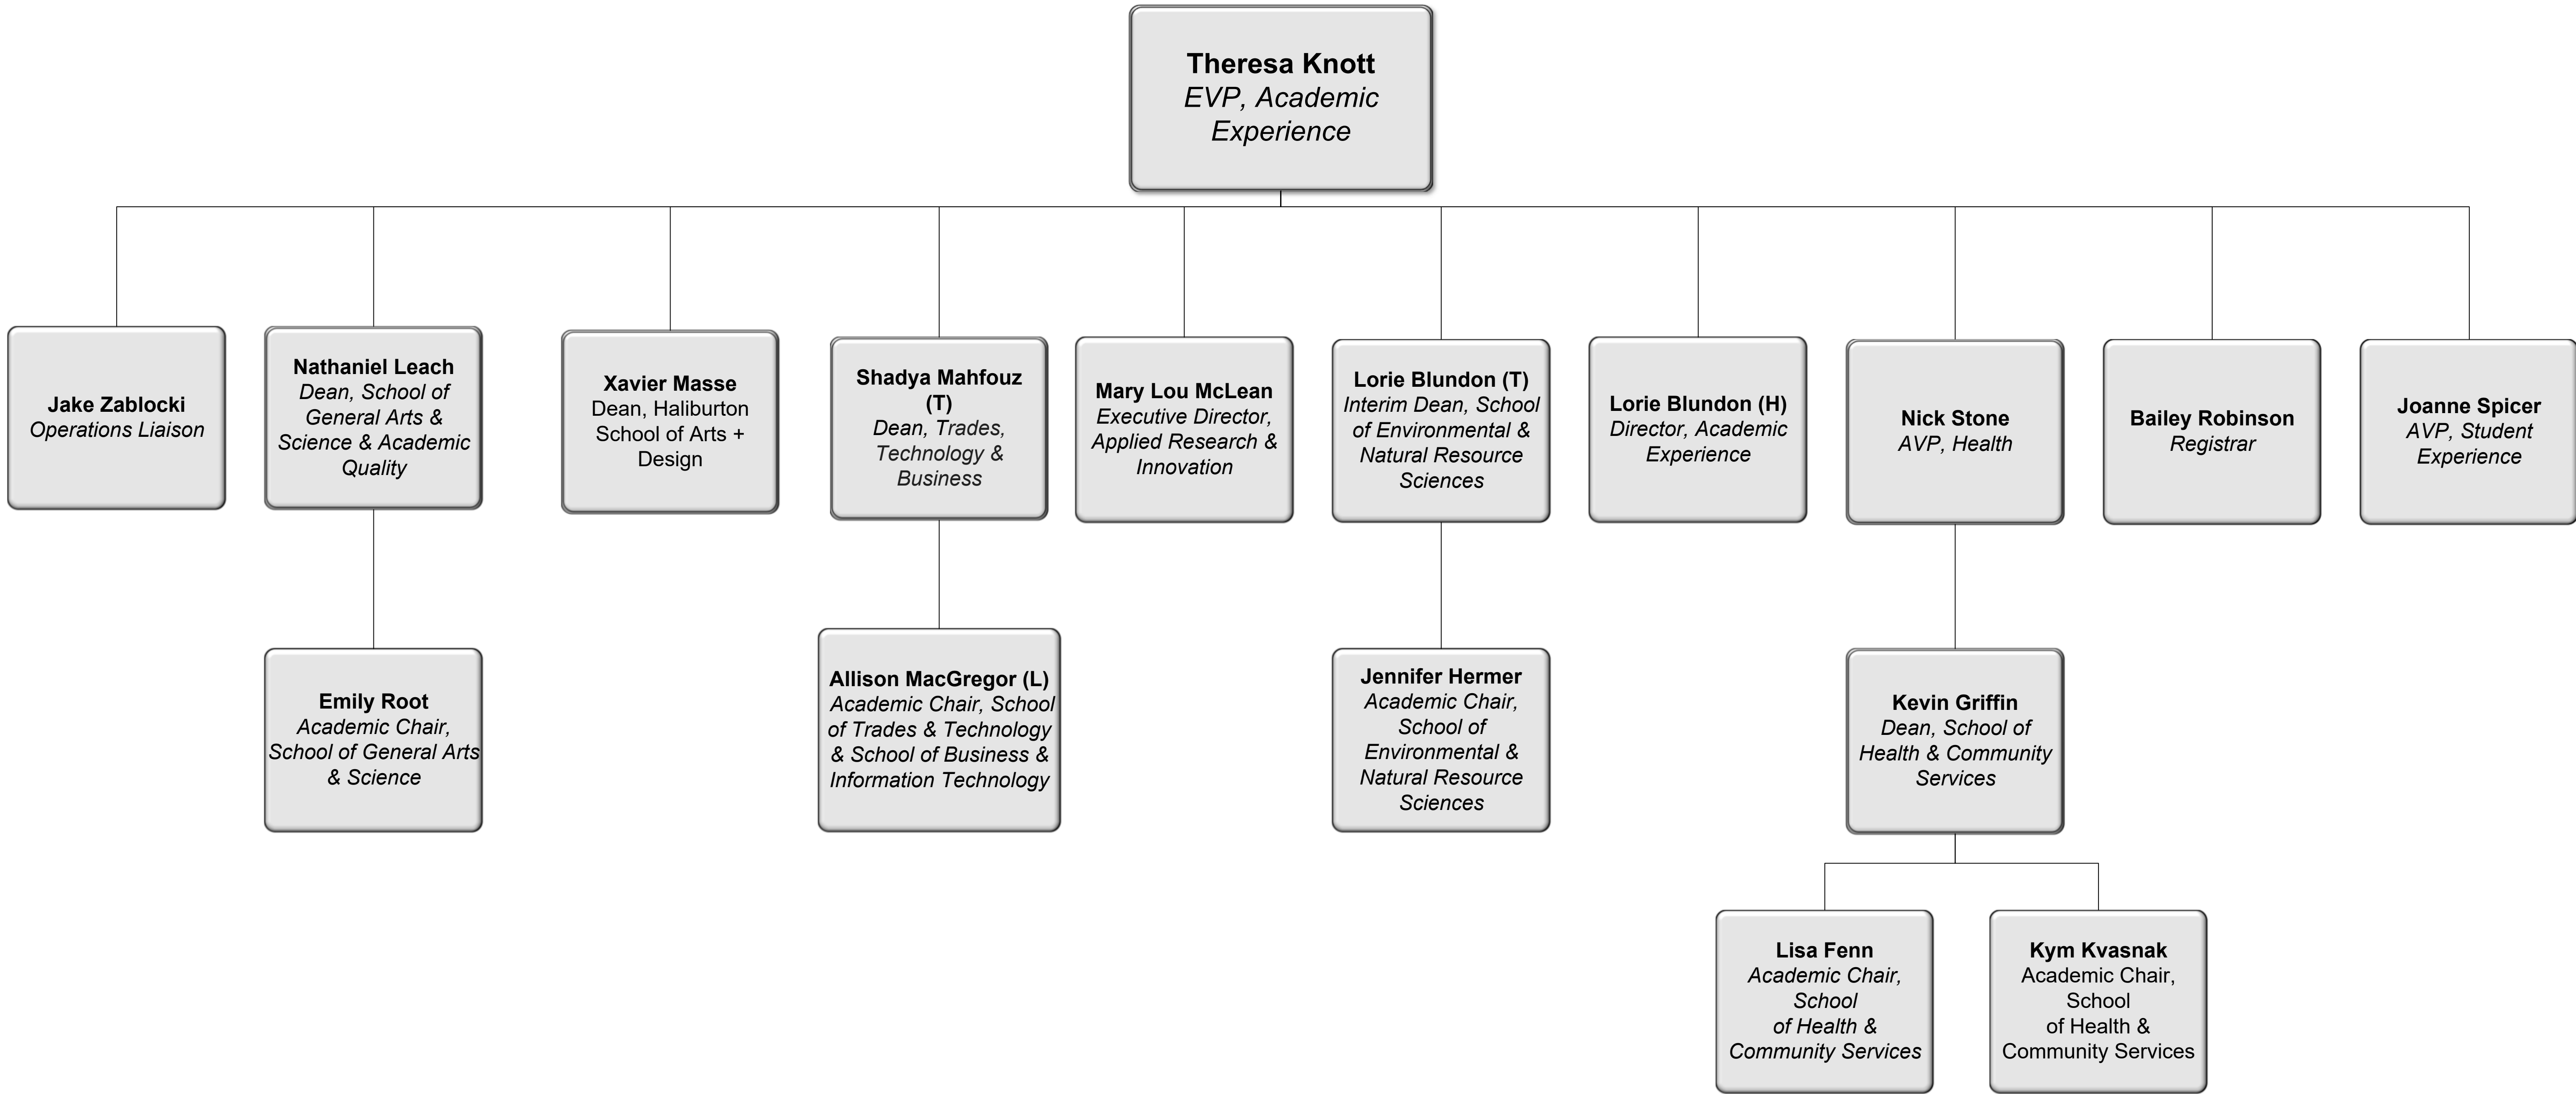 Theresa Knott
EVP, Academic
Experience
Jake Zablocki
Operations Liaison
Nathaniel Leach
Dean, School of
General Arts &
Science & Academic
Quality
Xavier Masse
Dean, Haliburton
School of Arts +
Design
Shadya Mahfouz
(T)
Dean, Trades,
Technology &
Business
Mary Lou McLean
Executive Director,
Applied Research &
Innovation
Lorie Blundon (T)
Interim Dean, School
of Environmental &
Natural Resource
Sciences
Lorie Blundon (H)
Director, Academic
Experience
Nick Stone
AVP, Health
Bailey Robinson
Registrar
Joanne Spicer
AVP, Student
Experience
Emily Root
Academic Chair,
School of General Arts
& Science
Allison MacGregor (L)
Academic Chair, School
of Trades & Technology
& School of Business &
Information Technology
Jennifer Hermer
Academic Chair,
School of
Environmental &
Natural Resource
Sciences
Kevin Griffin
Dean, School of
Health & Community
Services
Lisa Fenn
Academic Chair,
School
of Health &
Community Services
Kym Kvasnak
Academic Chair,
School
of Health &
Community Services